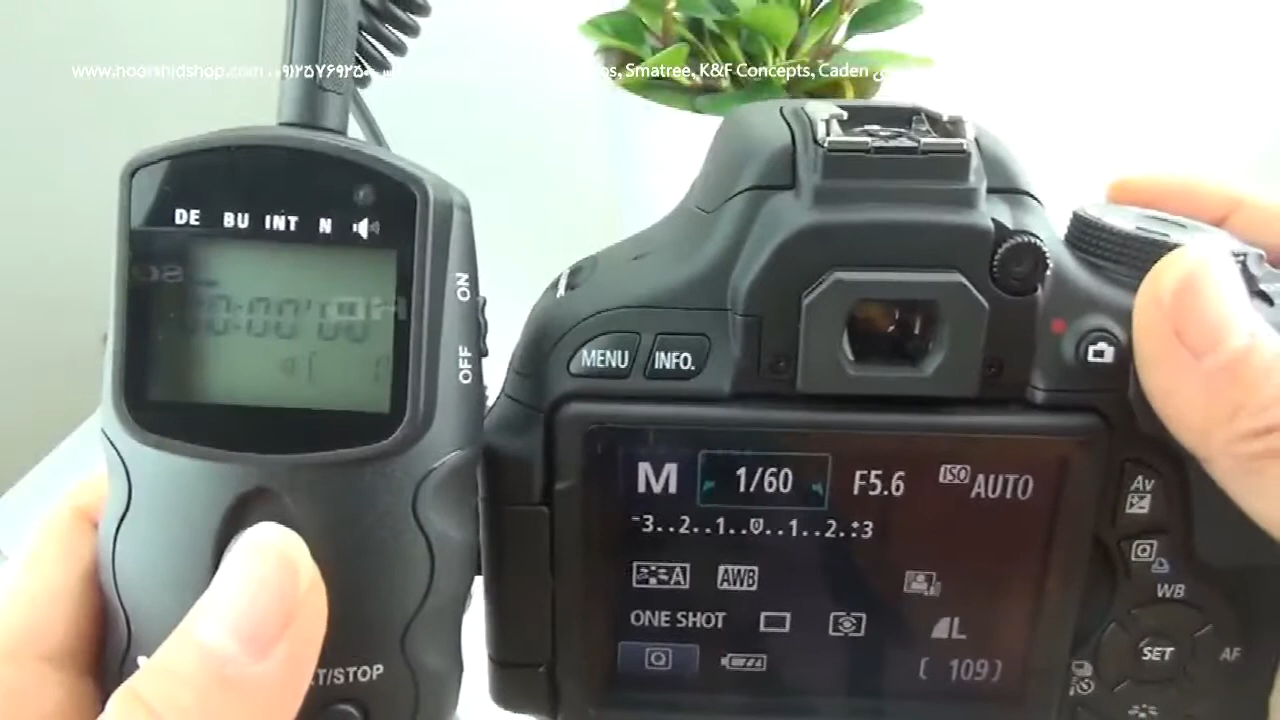 www.hoorshidshop.com
Smatree, K&F Concepts, Caden
DE BU INT N
ON
OFF
MENU INFO.
M 1/60 F5.6 ISO AUTO
-3..2..1..0..1..2.:+3
A AWB
ONE SHOT
L
Q [ 109]
Av
Q
WB
SET AF
T/STOP